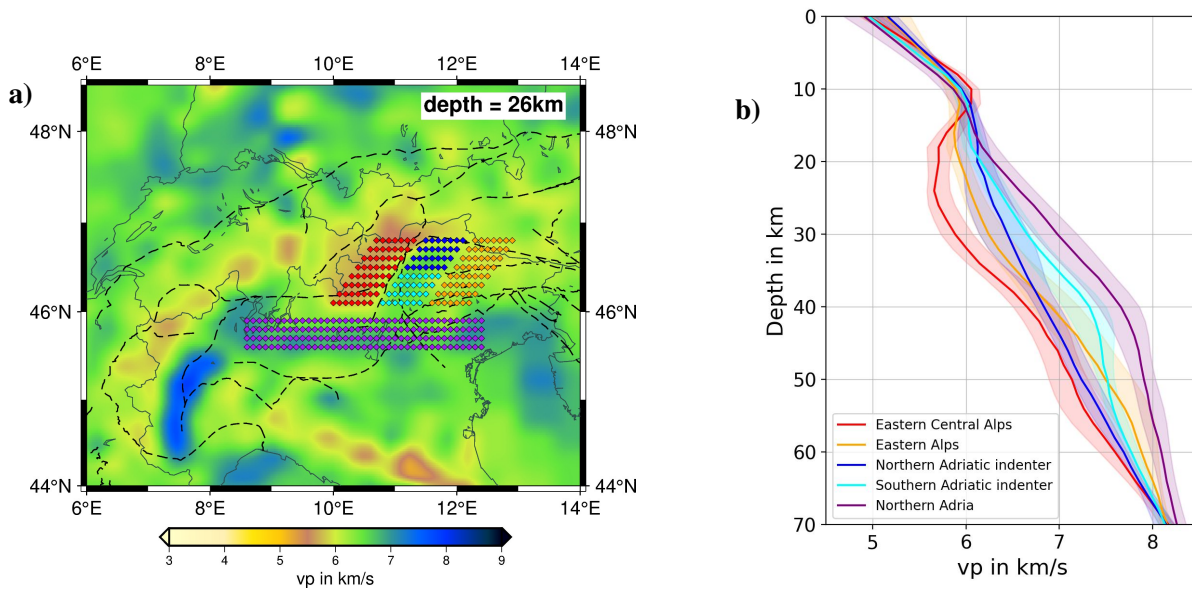 a)
6°E 8°E 10°E 12°E 14°E
depth = 26km
48°N 48°N
46°N 46°N
44°N 44°N
6°E 8°E 10°E 12°E 14°E
3 4 5 6 7 8 9
vp in km/s
b)
0
10
20
30
40
50
60
70
Depth in km
Eastern Central Alps
Eastern Alps
Northern Adriatic indenter
Southern Adriatic indenter
Northern Adria
5 6 7 8
vp in km/s